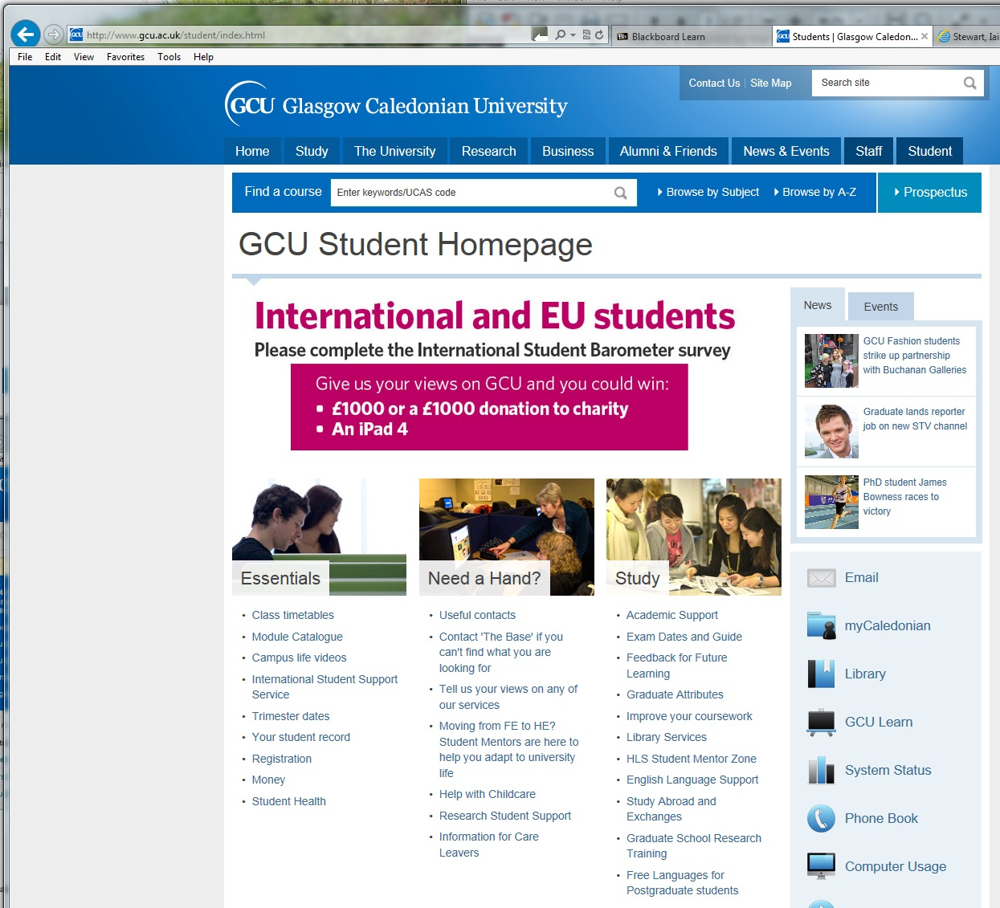 http://www.gcu.ac.uk/student/index.html
Blackboard Learn
Students | Glasgow Caledon...
Stewart, Iai
File Edit View Favorites Tools Help
Contact Us | Site Map
Search site
GCU Glasgow Caledonian University
Home Study The University Research Business Alumni & Friends News & Events Staff Student
Find a course
Enter keywords/UCAS code
Browse by Subject
Browse by A-Z
Prospectus
GCU Student Homepage
International and EU students
Please complete the International Student Barometer survey
Give us your views on GCU and you could win:
• £1000 or a £1000 donation to charity
• An iPad 4
News
Events
GCU Fashion students
strike up partnership
with Buchanan Galleries
Graduate lands reporter
job on new STV channel
PhD student James
Bowness races to
victory
Essentials
• Class timetables
• Module Catalogue
• Campus life videos
• International Student Support
Service
• Trimester dates
• Your student record
• Registration
• Money
• Student Health
Need a Hand?
• Useful contacts
• Contact 'The Base' if you
can't find what you are
looking for
• Tell us your views on any of
our services
• Moving from FE to HE?
Student Mentors are here to
help you adapt to university
life
• Help with Childcare
• Research Student Support
• Information for Care
Leavers
Study
• Academic Support
• Exam Dates and Guide
• Feedback for Future
Learning
• Graduate Attributes
• Improve your coursework
• Library Services
• HLS Student Mentor Zone
• English Language Support
• Study Abroad and
Exchanges
• Graduate School Research
Training
• Free Languages for
Postgraduate students
Email
myCaledonian
Library
GCU Learn
System Status
Phone Book
Computer Usage